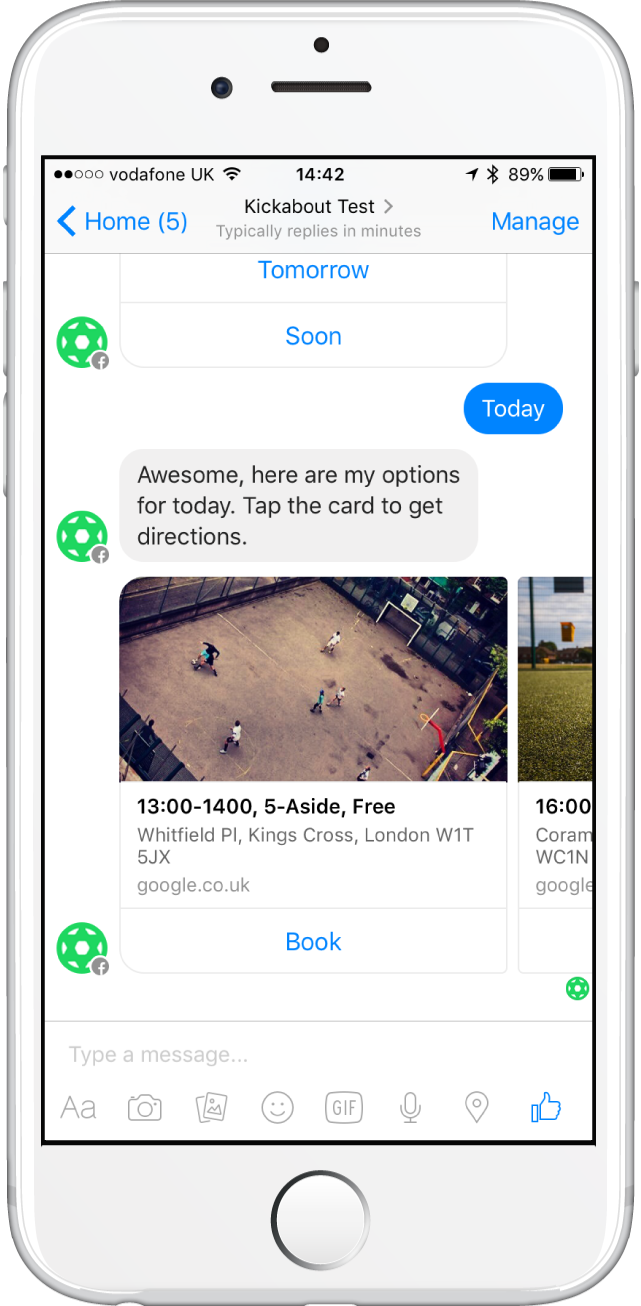 vodafone UK 14:42 89%
Home (5) Kickabout Test Manage
Typically replies in minutes
Tomorrow
Soon
Today
Awesome, here are my options
for today. Tap the card to get
directions.
13:00-1400, 5-Aside, Free
Whitfield Pl, Kings Cross, London W1T
5JX
google.co.uk
Book
16:00
Coram
WC1N
google
Type a message...
Aa GIF